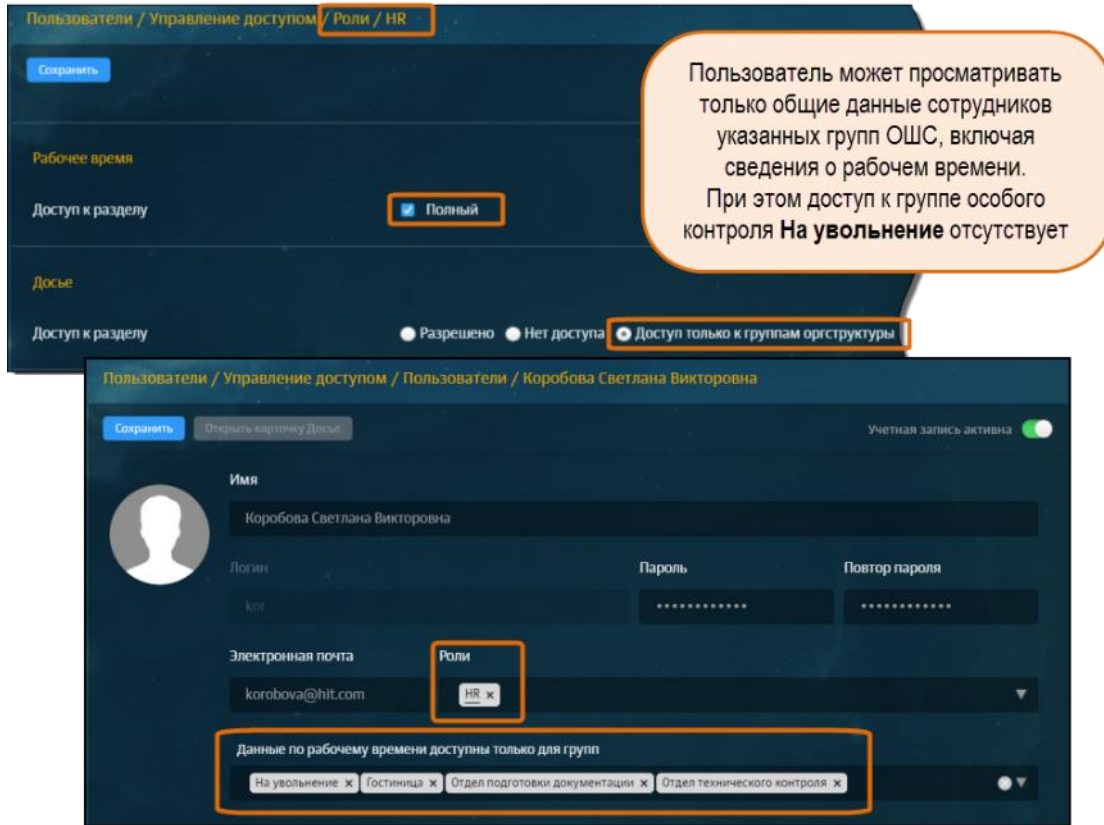 Пользователи / Управление доступом / Роли / HR
Сохранить
Пользователь может просматривать
только общие данные сотрудников
указанных групп ОШС, включая
сведения о рабочем времени.
При этом доступ к группе особого
контроля На увольнение отсутствует
Рабочее время
Доступ к разделу
Полный
Досье
Доступ к разделу
Разрешено Нет доступа Доступ только к группам оргструктуры
Пользователи / Управление доступом / Пользователи / Коробова Светлана Викторовна
Сохранить Открыть карточку Досье Учетная запись активна
Имя
Коробова Светлана Викторовна
Логин Пароль Повтор пароля
kor ************ ************
Электронная почта Роли
korobova@hit.com HR ×
Данные по рабочему времени доступны только для групп
На увольнение × Гостиница × Отдел подготовки документации × Отдел технического контроля ×